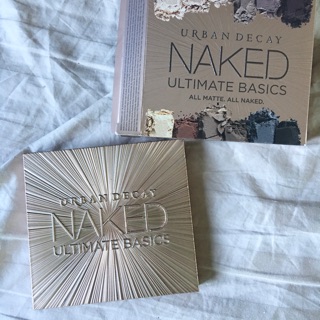 URBAN DECAY
NAKED
ULTIMATE BASICS
ALL MATTE. ALL NAKED.
URBAN DECAY
NAKED
ULTIMATE BASICS